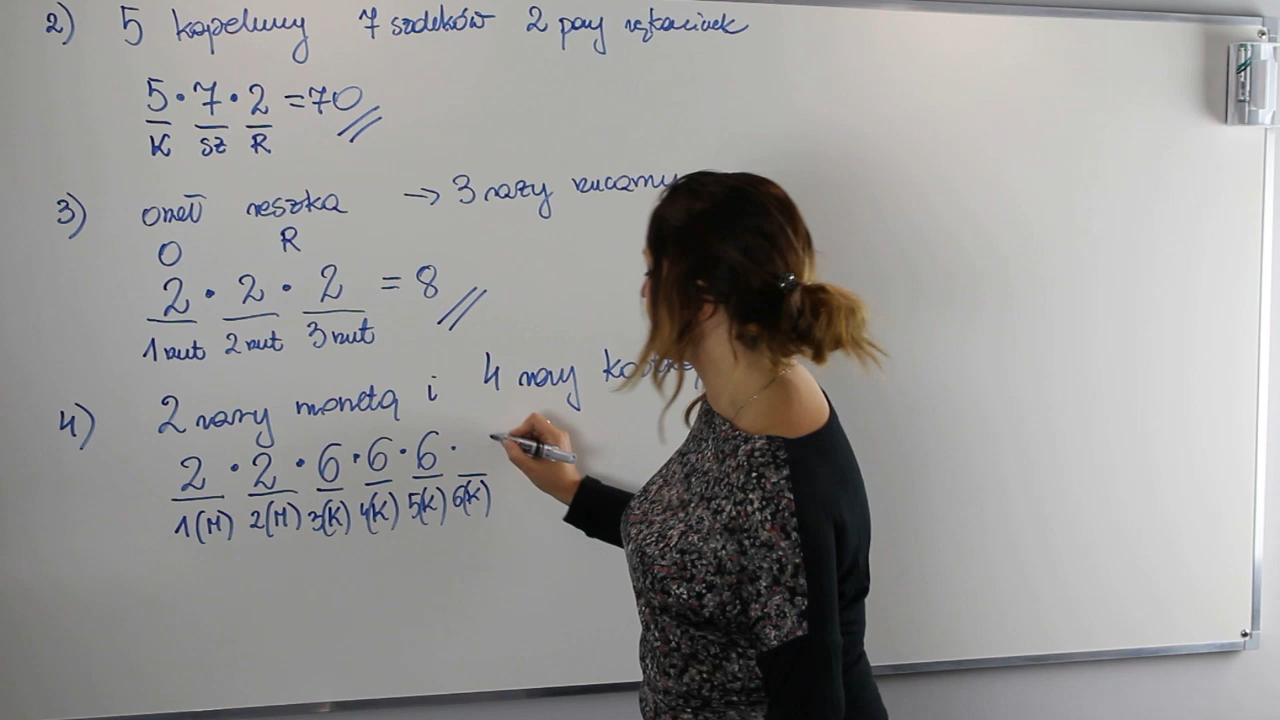 2) 5 kapeluszy 7 szalików 2 pary rękawiczek
5 · 7 · 2 = 70
K SZ R
3) orzeł reszka → 3 razy rzucamy
O R
2 · 2 · 2 = 8
1 rzut 2 rzut 3 rzut
4) 2 razy monetą i 4 razy
2 · 2 · 6 · 6 · 6 ·
1(M) 2(M) 3(K) 4(K) 5(K) 6(K)